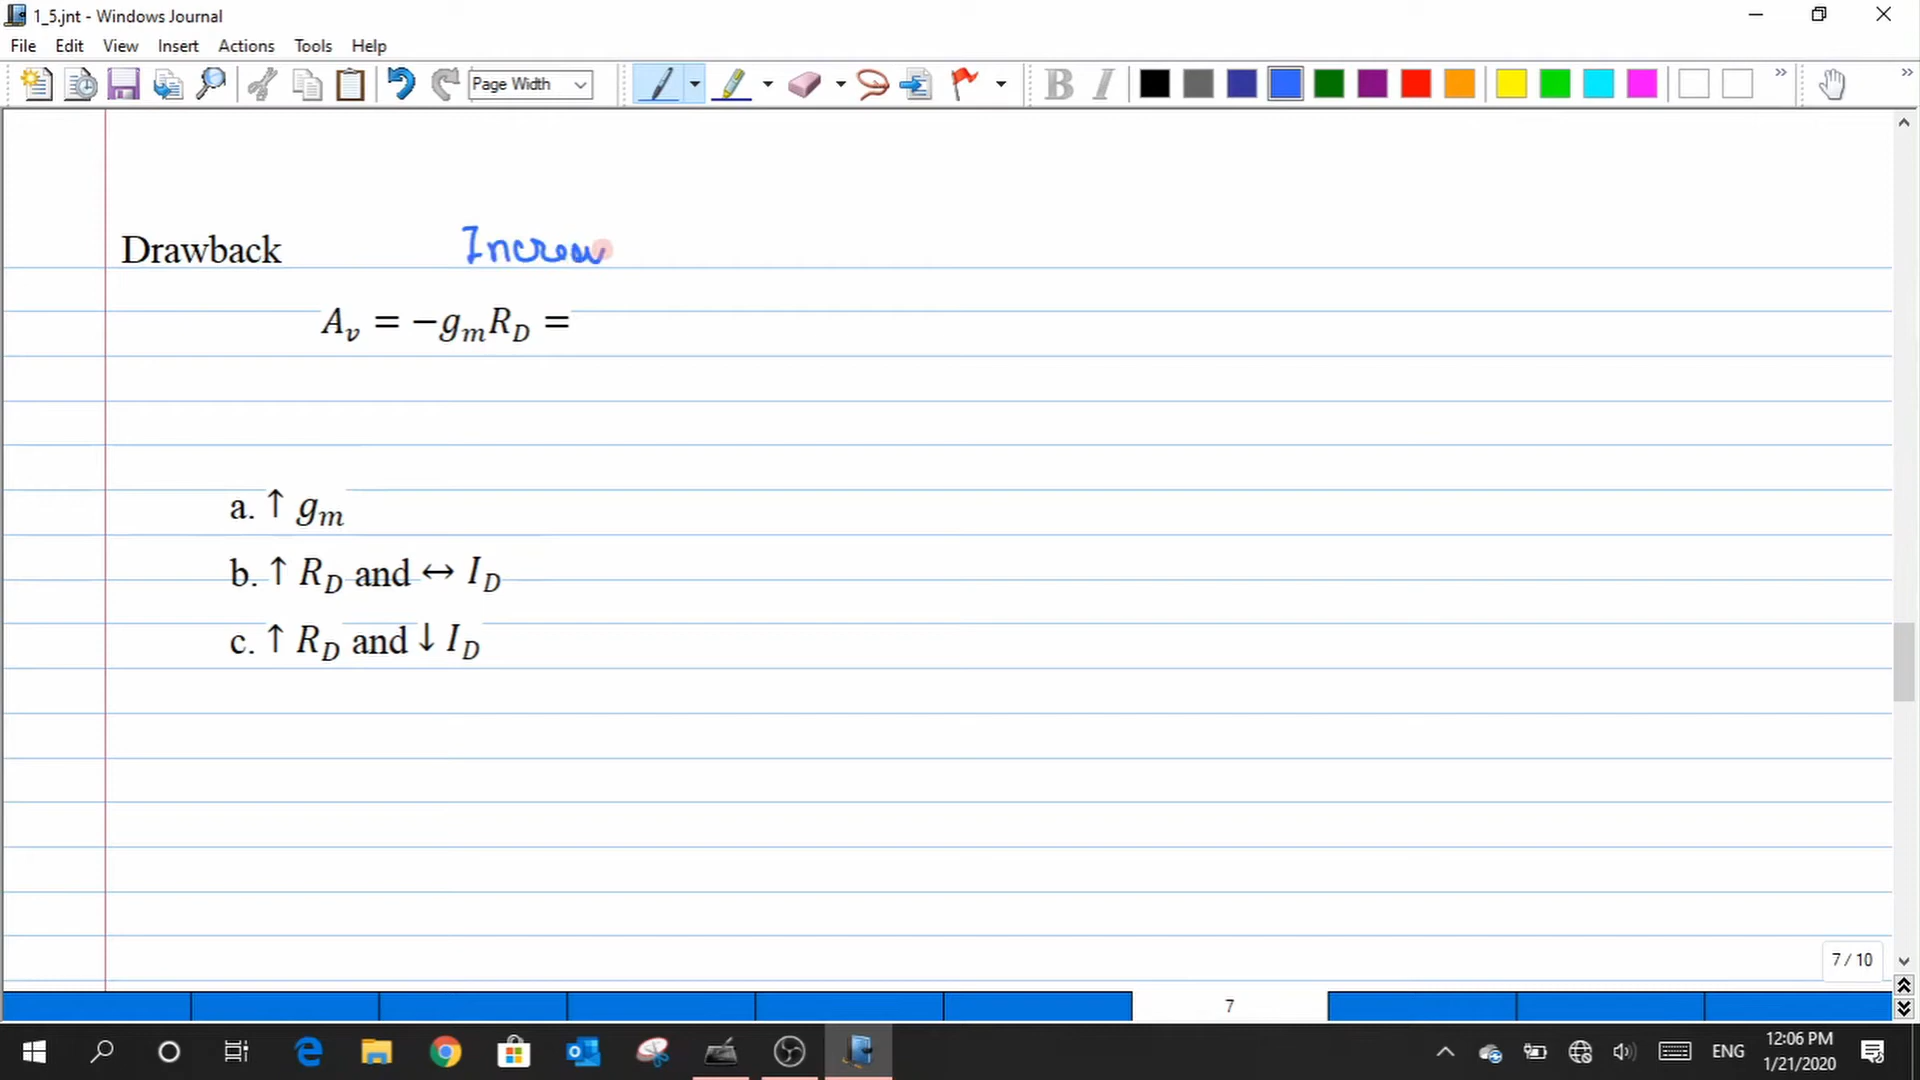 1_5.jnt - Windows Journal
File Edit View Insert Actions Tools Help
Page Width B I
Drawback Increas
A_v = −g_m R_D =
a. ↑ g_m
b. ↑ R_D and ↔ I_D
c. ↑ R_D and ↓ I_D
7 / 10
7
ENG 12:06 PM
1/21/2020